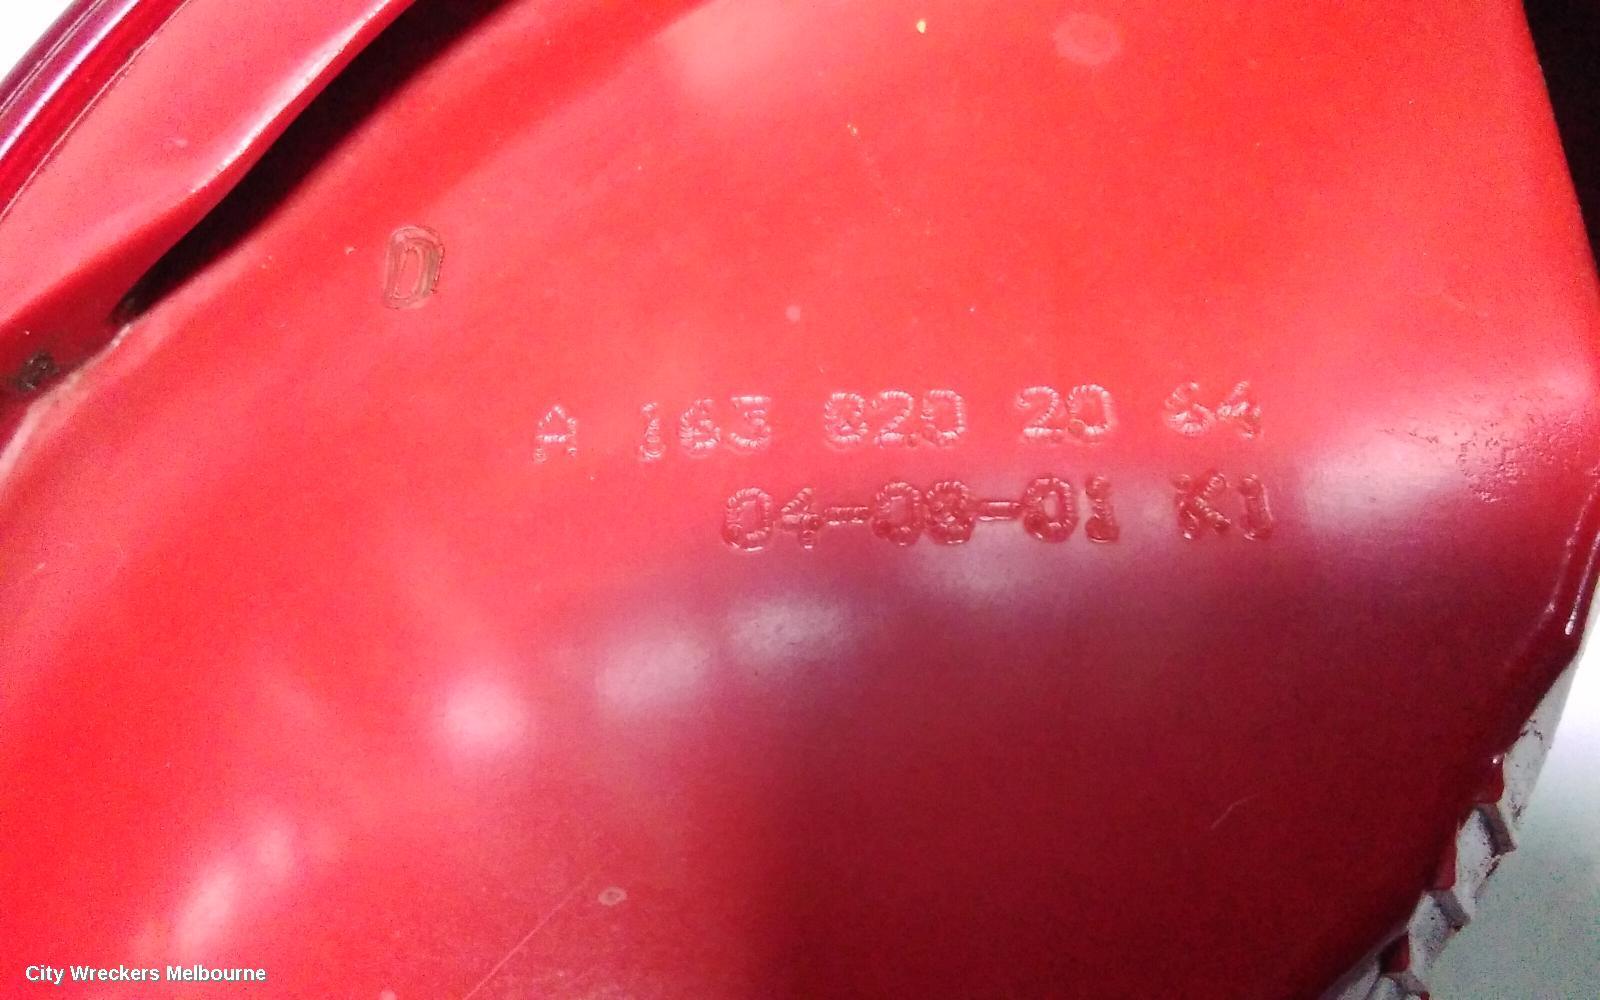 D
A 163 820 20 64
04-08-01 K1
City Wreckers Melbourne